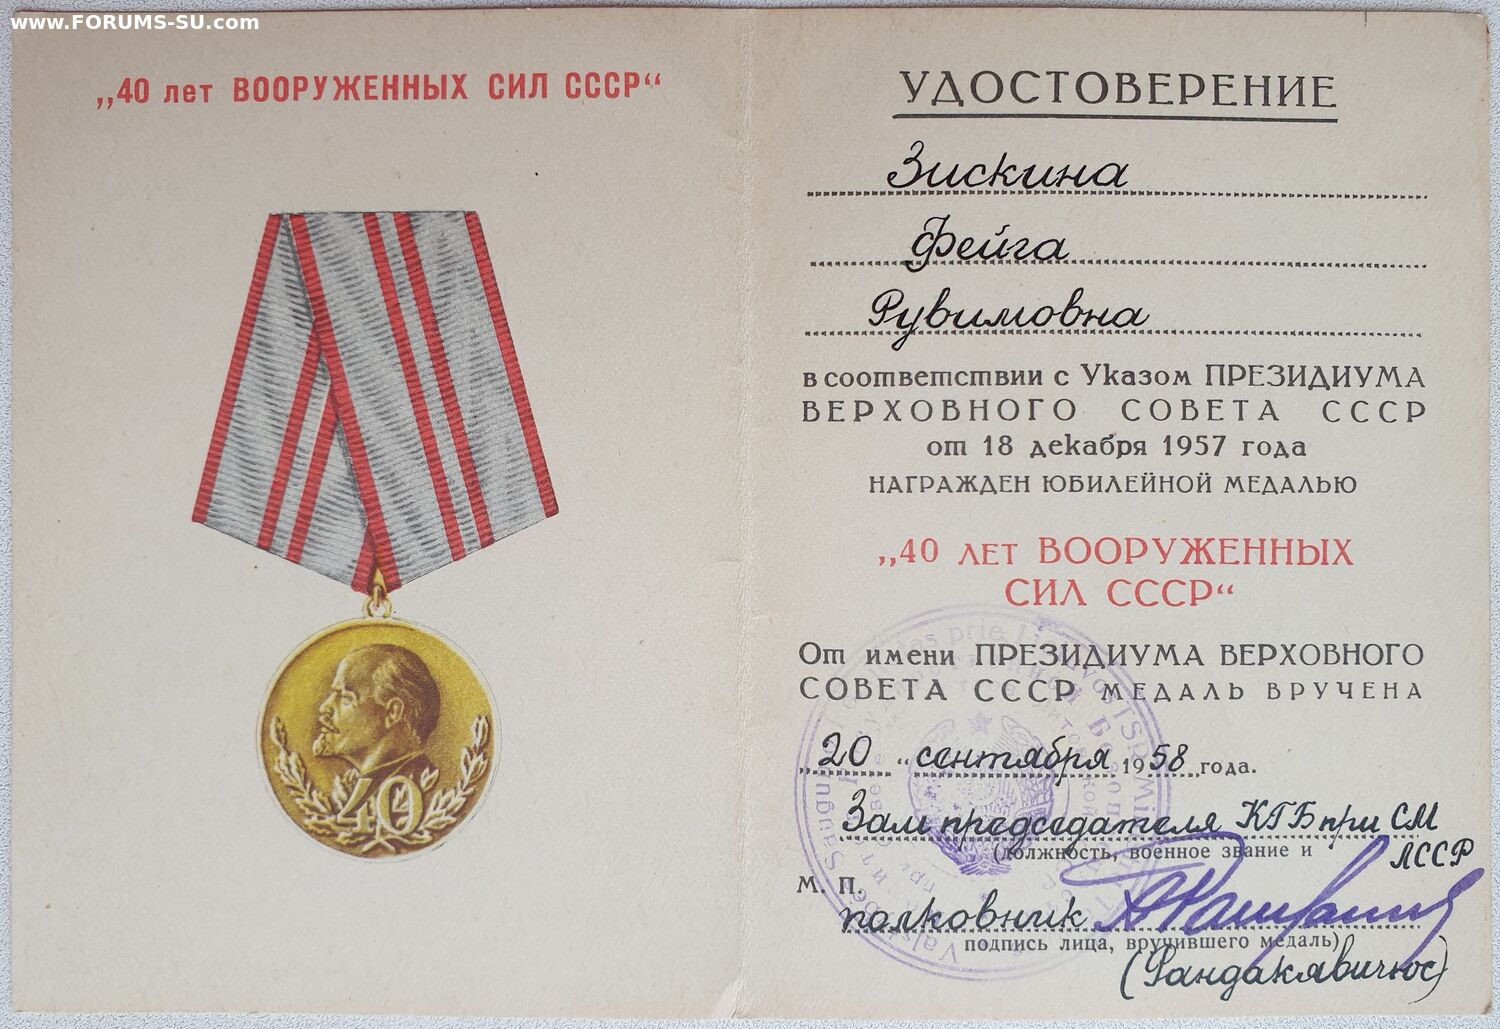 www.FORUMS-SU.com
„40 лет ВООРУЖЕННЫХ СИЛ СССР“
40
УДОСТОВЕРЕНИЕ
Зискина
Фейга
Рувимовна
в соответствии с Указом ПРЕЗИДИУМА
ВЕРХОВНОГО СОВЕТА СССР
от 18 декабря 1957 года
НАГРАЖДЕН ЮБИЛЕЙНОЙ МЕДАЛЬЮ
„40 ЛЕТ ВООРУЖЕННЫХ
СИЛ СССР“
От имени ПРЕЗИДИУМА ВЕРХОВНОГО
СОВЕТА СССР МЕДАЛЬ ВРУЧЕНА
„20“ сентября 1958 года.
Зам председателя КГБ при СМ
ЛССР
(должность, военное звание и
М. П.
полковник
подпись лица, вручившего медаль)
(Рандакявичюс)